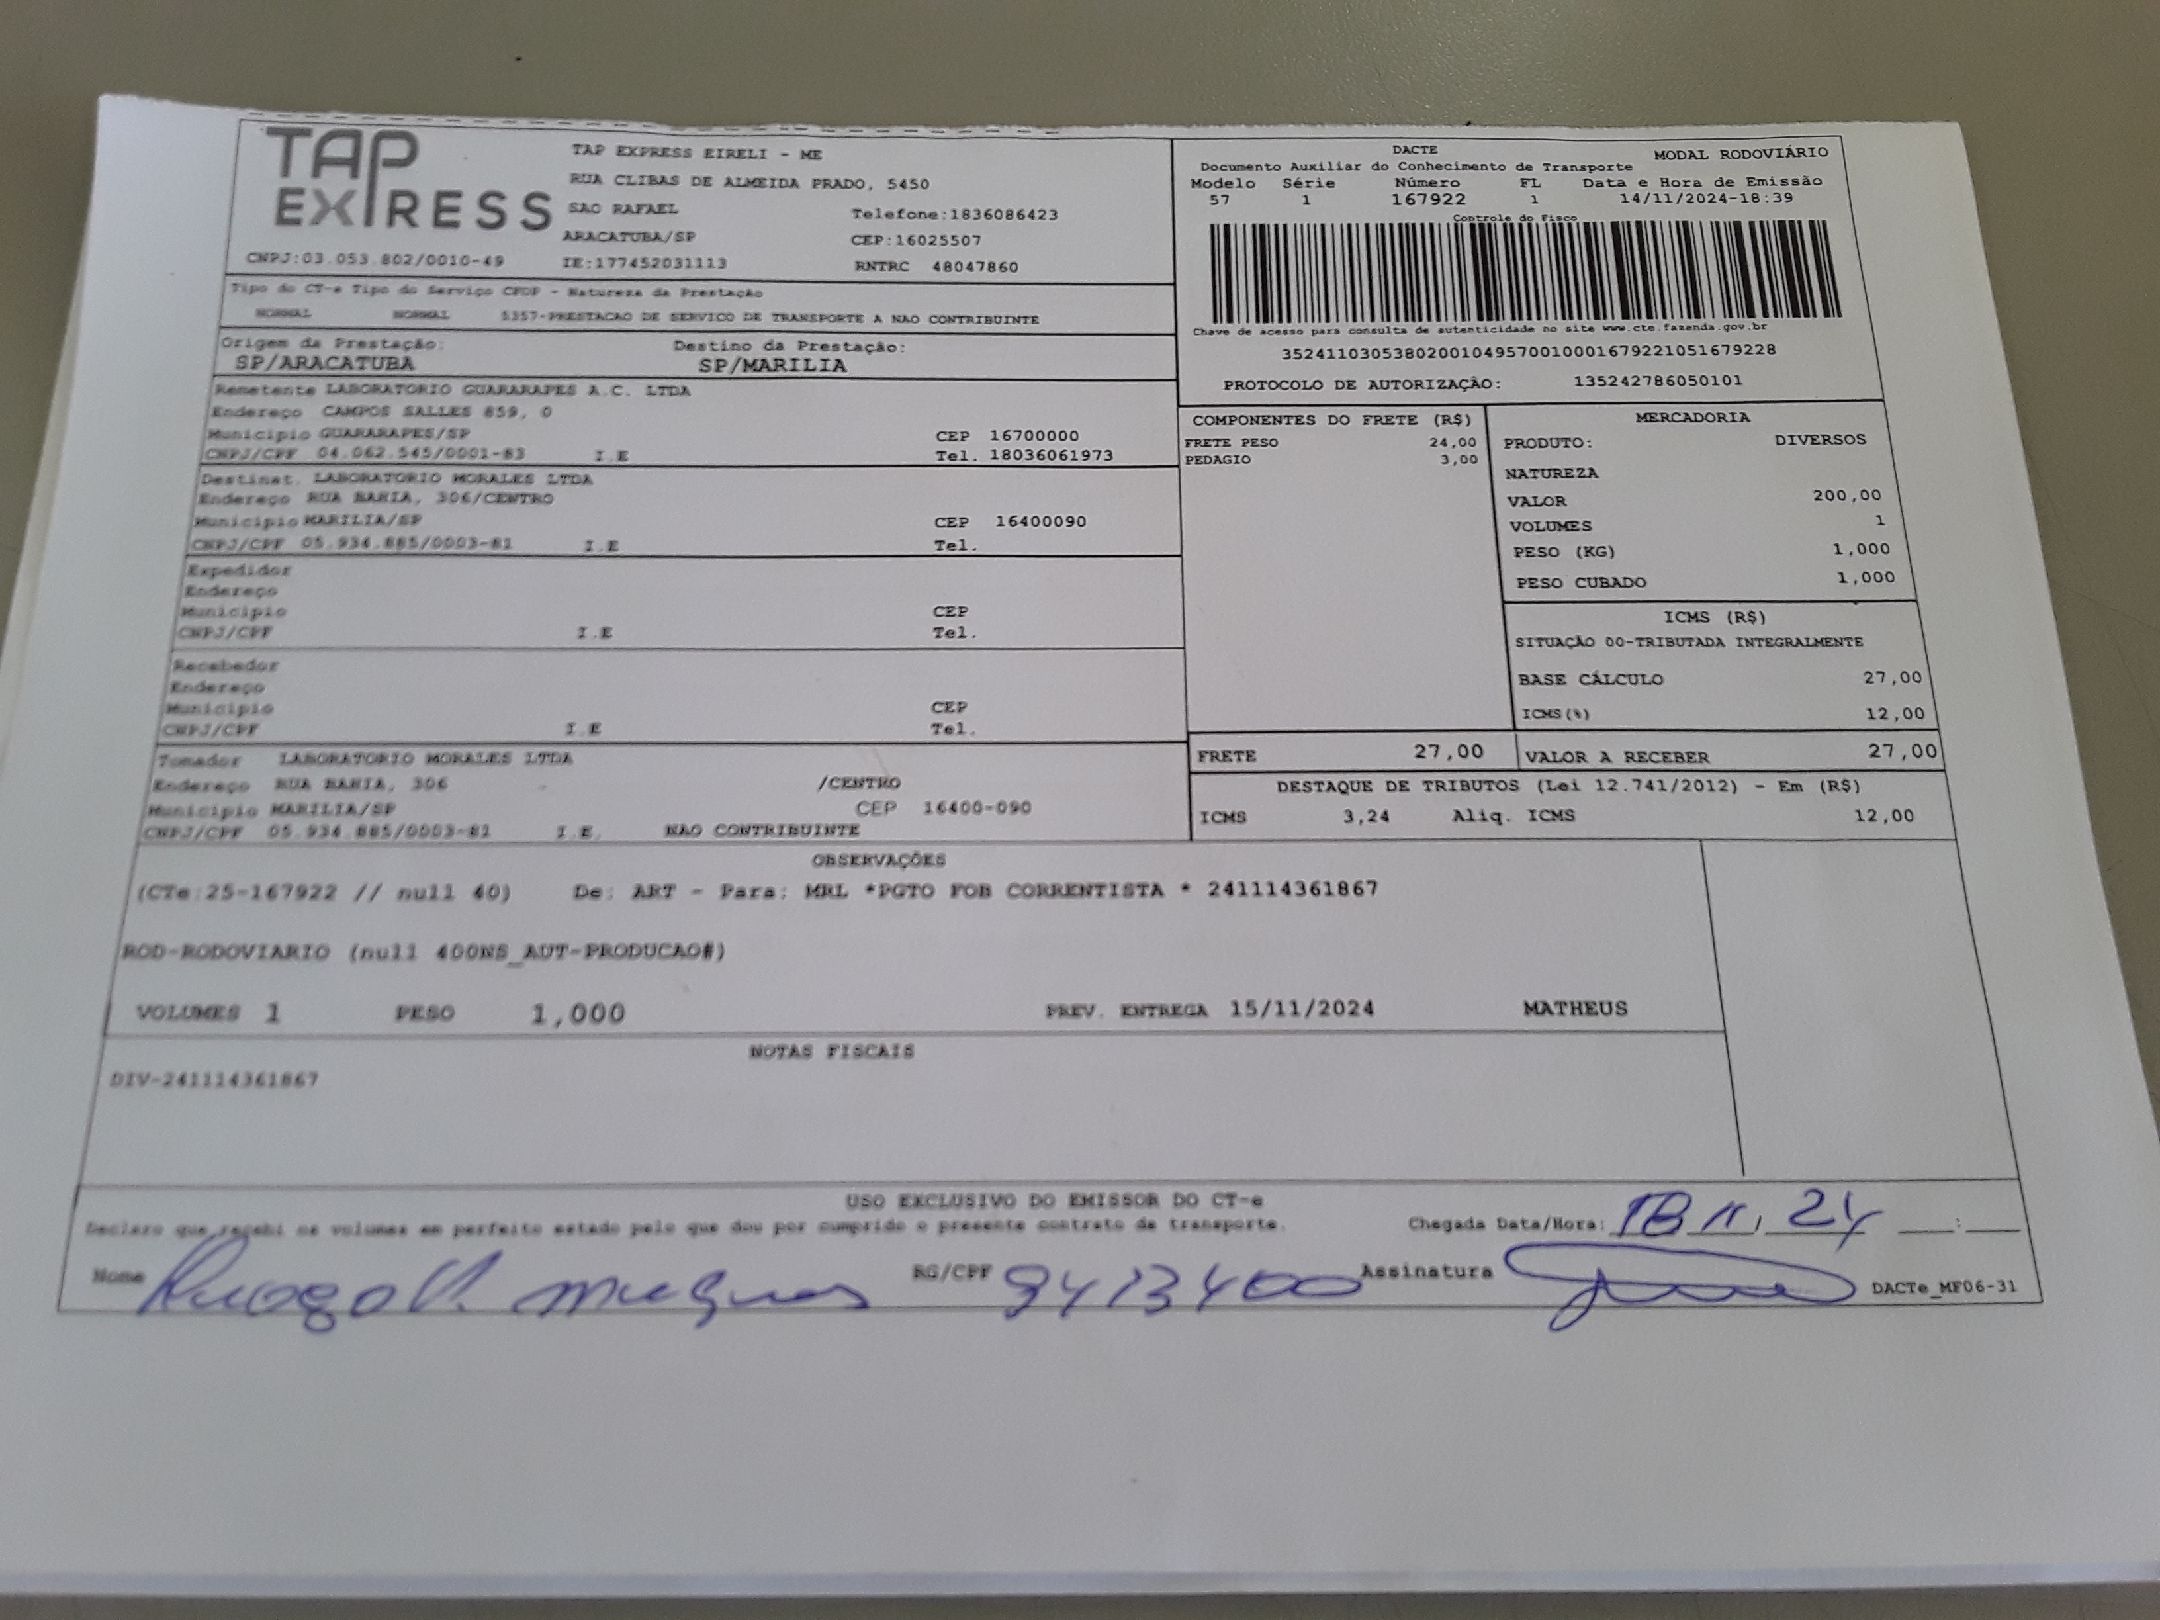 TAP
EXPRESS
TAP EXPRESS EIRELI - ME
RUA CLIBAS DE ALMEIDA PRADO, 5450
SAO RAFAEL
Telefone:1836086423
ARACATUBA/SP
CEP:16025507
CNPJ:03.053.802/0010-49
IE:177452031113
RNTRC 48047860
DACTE
MODAL RODOVIÁRIO
Documento Auxiliar do Conhecimento de Transporte
Modelo Série Número FL Data e Hora de Emissão
57 1 167922 1 14/11/2024-18:39
Controle do Fisco
Chave de acesso para consulta de autenticidade no site www.cte.fazenda.gov.br
35241103053802001049570010001679221051679228
PROTOCOLO DE AUTORIZAÇÃO: 135242786050101
Tipo do CT-e Tipo do Serviço CFOP - Natureza da Prestação
NORMAL NORMAL 5357-PRESTACAO DE SERVICO DE TRANSPORTE A NAO CONTRIBUINTE
Origem da Prestação: Destino da Prestação:
SP/ARACATUBA SP/MARILIA
Remetente LABORATORIO GUARARAPES A.C. LTDA
Endereço CAMPOS SALLES 859, 0
Municipio GUARARAPES/SP CEP 16700000
CNPJ/CPF 04.062.545/0001-83 I.E Tel. 18036061973
Destinat. LABORATORIO MORALES LTDA
Endereço RUA BAHIA, 306/CENTRO
Municipio MARILIA/SP CEP 16400090
CNPJ/CPF 05.934.885/0003-81 I.E Tel.
Expedidor
Endereço
Municipio CEP
CNPJ/CPF I.E Tel.
Recebedor
Endereço
Municipio CEP
CNPJ/CPF I.E Tel.
Tomador LABORATORIO MORALES LTDA
Endereço RUA BAHIA, 306 /CENTRO
Municipio MARILIA/SP CEP 16400-090
CNPJ/CPF 05.934.885/0003-81 I.E. NAO CONTRIBUINTE
COMPONENTES DO FRETE (R$)
FRETE PESO 24,00
PEDAGIO 3,00
MERCADORIA
PRODUTO: DIVERSOS
NATUREZA
VALOR 200,00
VOLUMES 1
PESO (KG) 1,000
PESO CUBADO 1,000
ICMS (R$)
SITUAÇÃO 00-TRIBUTADA INTEGRALMENTE
BASE CÁLCULO 27,00
ICMS(%) 12,00
FRETE 27,00 VALOR A RECEBER 27,00
DESTAQUE DE TRIBUTOS (Lei 12.741/2012) - Em (R$)
ICMS 3,24 Aliq. ICMS 12,00
OBSERVAÇÕES
(CTe:25-167922 // null 40) De: ART - Para: MRL *PGTO FOB CORRENTISTA * 241114361867
ROD-RODOVIARIO (null 400NS_AUT-PRODUCAO#)
VOLUMES 1 PESO 1,000 PREV. ENTREGA 15/11/2024 MATHEUS
NOTAS FISCAIS
DIV-241114361867
USO EXCLUSIVO DO EMISSOR DO CT-e
Declaro que recebi os volumes em perfeito estado pelo que dou por cumprido o presente contrato de transporte. Chegada Data/Hora: 18 11, 24 :
Nome RG/CPF 9413400 Assinatura DACTe_MF06-31